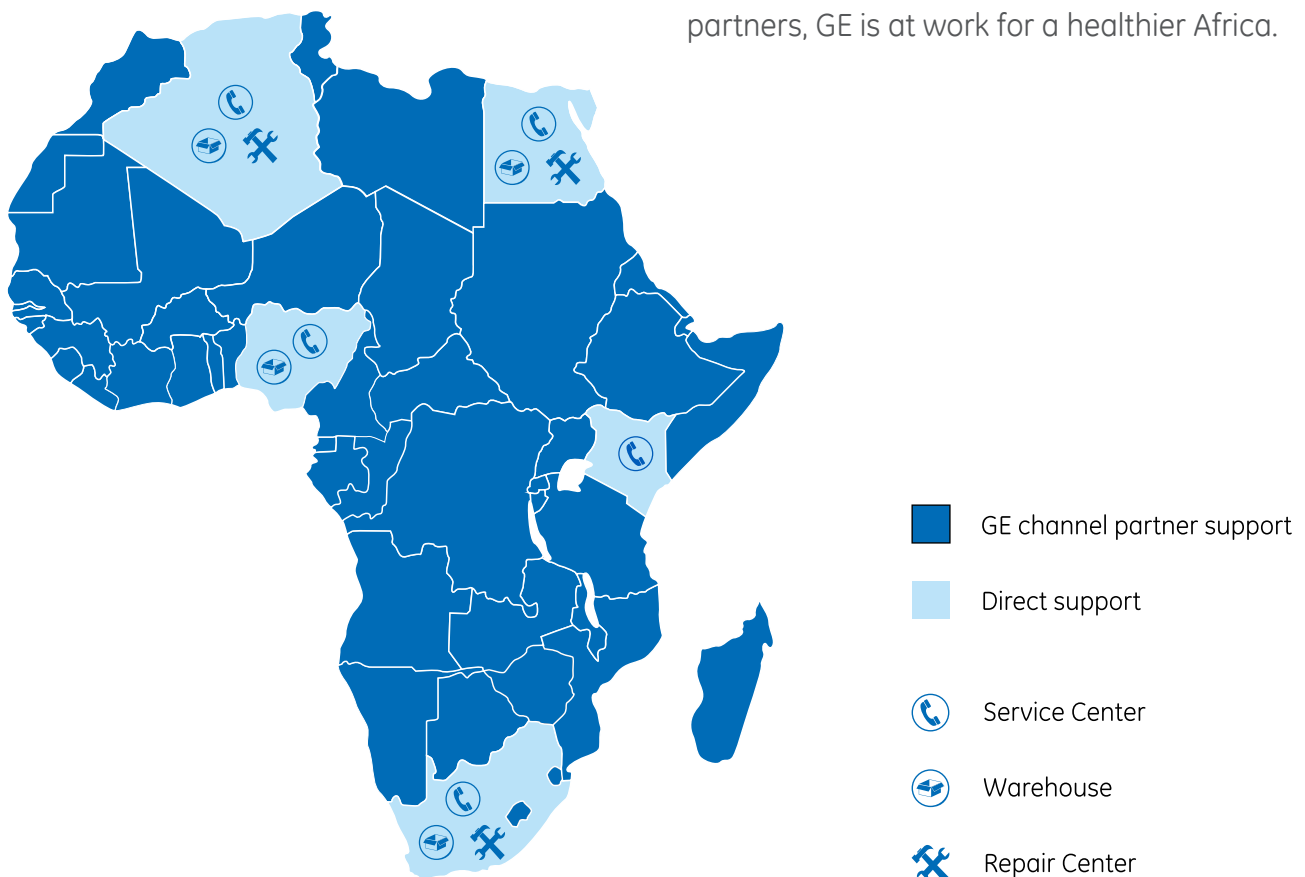 partners, GE is at work for a healthier Africa.
GE channel partner support
Direct support
Service Center
Warehouse
Repair Center